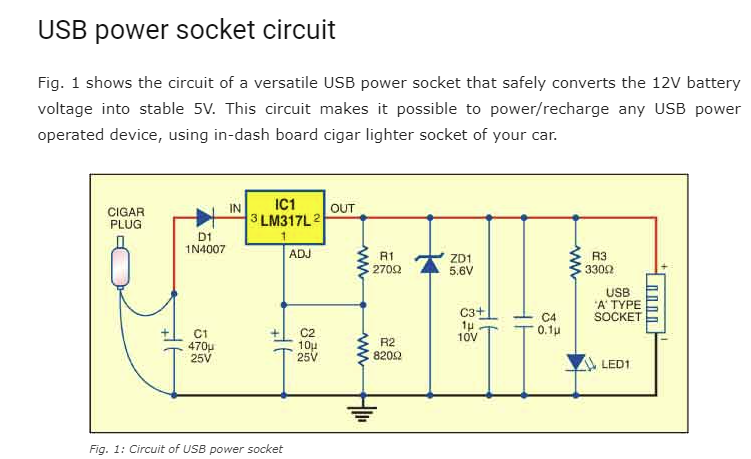 USB power socket circuit
Fig. 1 shows the circuit of a versatile USB power socket that safely converts the 12V battery
voltage into stable 5V. This circuit makes it possible to power/recharge any USB power
operated device, using in-dash board cigar lighter socket of your car.
CIGAR
PLUG
D1
1N4007
IN
IC1
3 LM317L 2
1
OUT
ADJ
R1
270Ω
ZD1
5.6V
R3
330Ω
+
USB
'A' TYPE
SOCKET
–
+
C1
470µ
25V
+
C2
10µ
25V
R2
820Ω
C3+
1µ
10V
C4
0.1µ
LED1
Fig. 1: Circuit of USB power socket